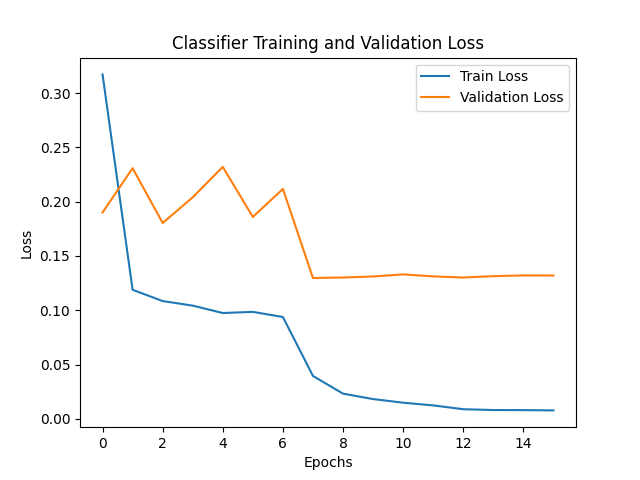 Classifier Training and Validation Loss
Train Loss
Validation Loss
Loss
0.30
0.25
0.20
0.15
0.10
0.05
0.00
0 2 4 6 8 10 12 14
Epochs